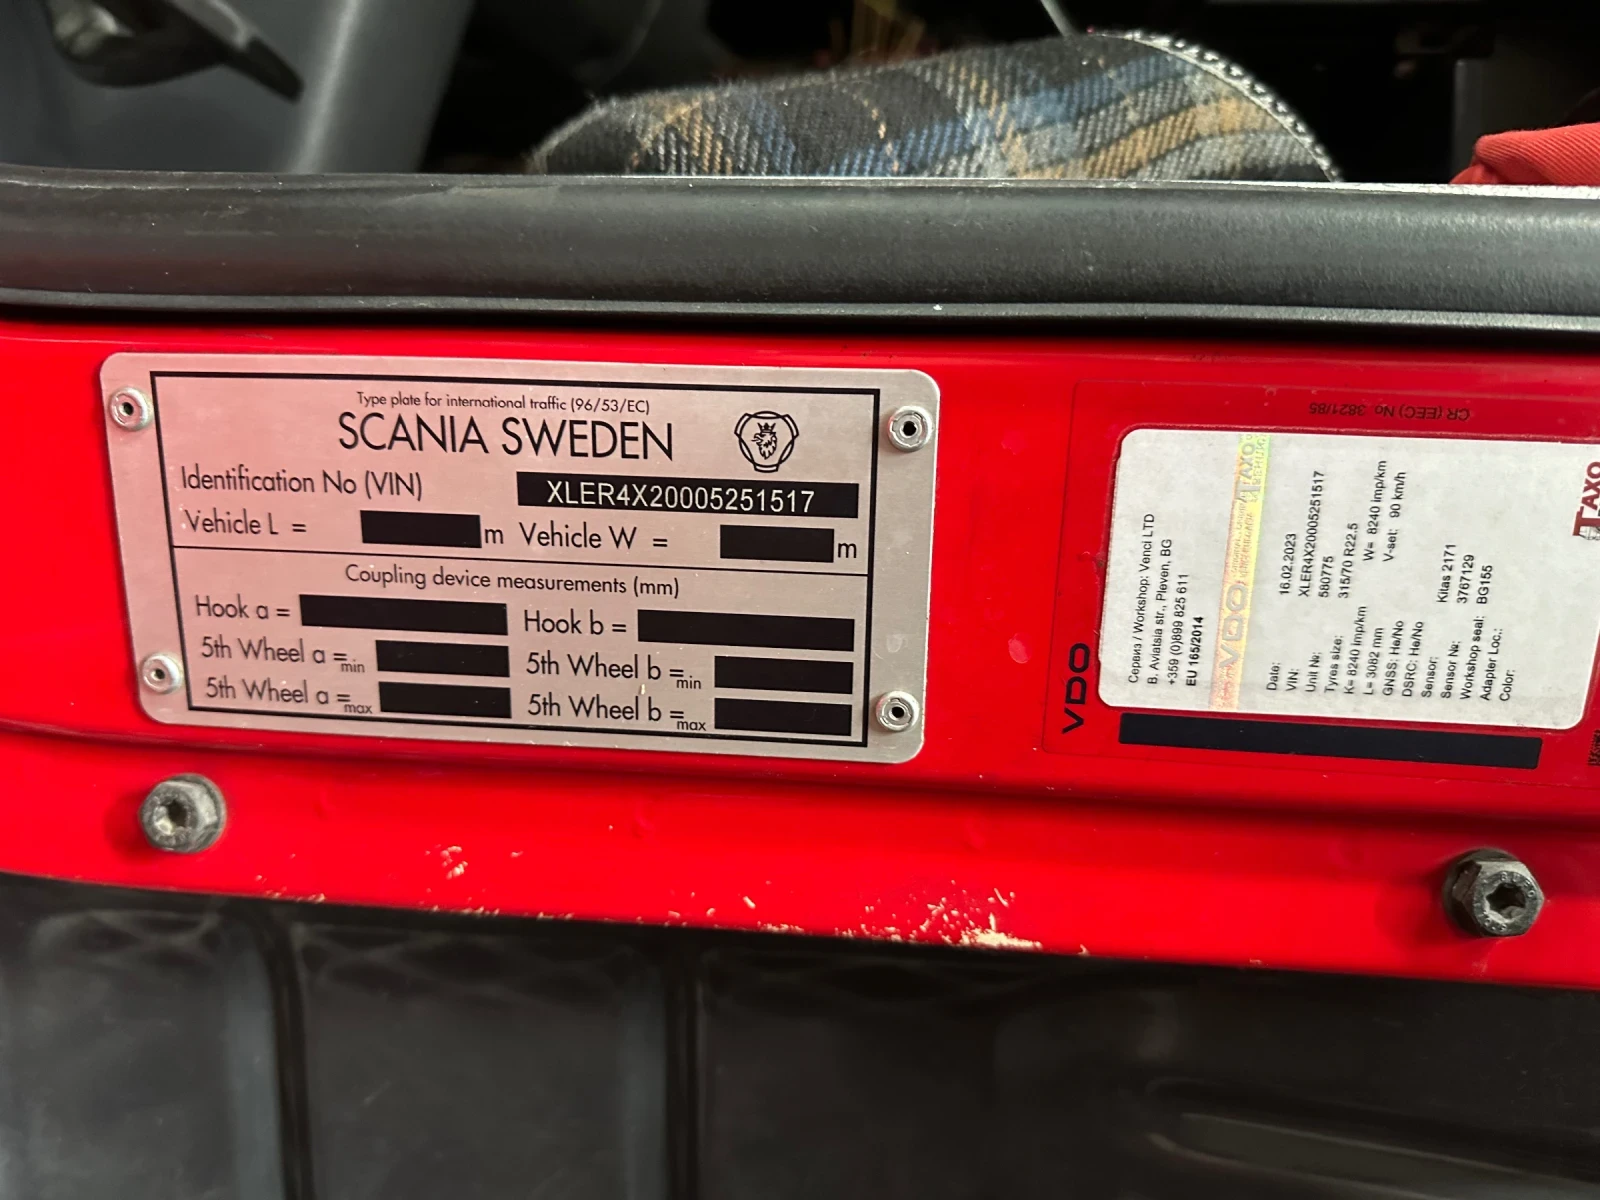 Type plate for international traffic (96/53/EC)
SCANIA SWEDEN
Identification No (VIN) XLER4X20005251517
Vehicle L = m Vehicle W = m
Coupling device measurements (mm)
Hook a = Hook b =
5th Wheel a = min 5th Wheel b = min
5th Wheel a = max 5th Wheel b = max
CR (EEC) No 3821/85
VDO
Сервиз / Workshop: Venci LTD
B. Aviatsia str., Pleven, BG
+359 (0)899 825 611
EU 165/2014
VDO
Date: 16.02.2023
VIN: XLER4X20005251517
Unit №: 580775
Tyres size: 315/70 R22.5
K= 8240 imp/km W= 8240 imp/km
L= 3082 mm V-set: 90 km/h
GNSS: Не/No
DSRC: Не/No
Sensor: Kitas 2171
Sensor №: 3767129
Workshop seal: BG155
Adapter Loc.:
Color:
TAXO